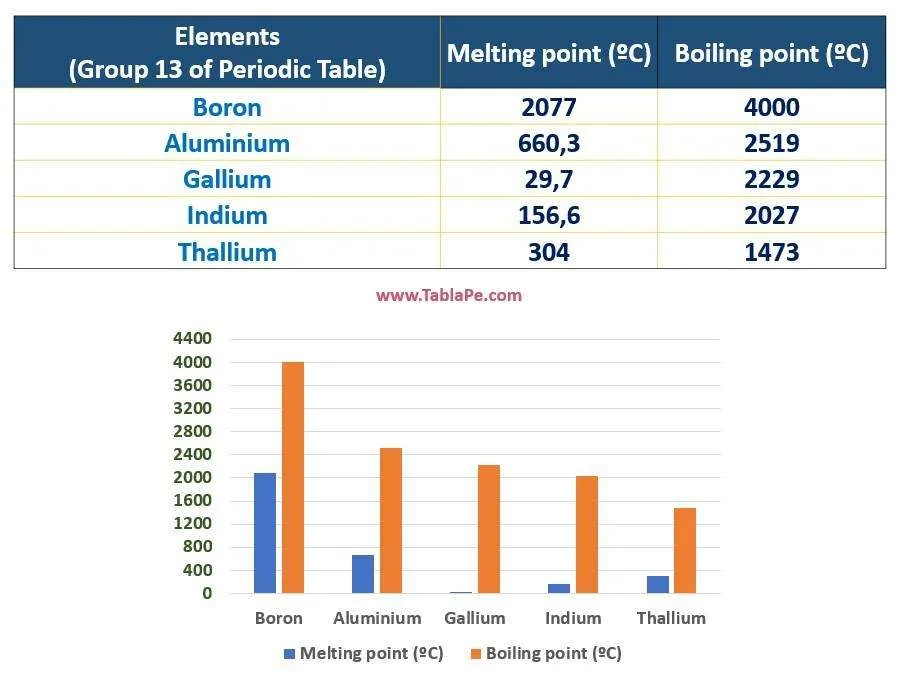 Elements
(Group 13 of Periodic Table) Melting point (ºC) Boiling point (ºC)
Boron 2077 4000
Aluminium 660,3 2519
Gallium 29,7 2229
Indium 156,6 2027
Thallium 304 1473
www.TablaPe.com
4400
4000
3600
3200
2800
2400
2000
1600
1200
800
400
0
Boron Aluminium Gallium Indium Thallium
Melting point (ºC) Boiling point (ºC)